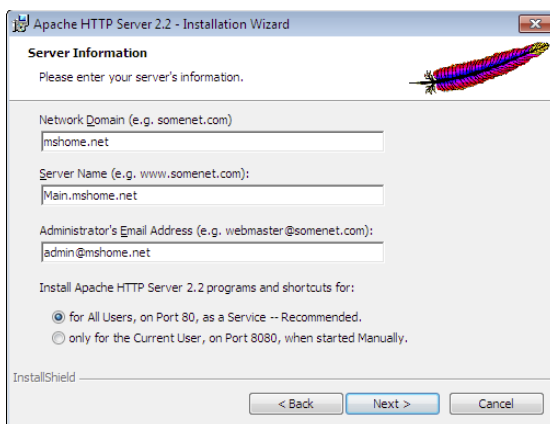 Apache HTTP Server 2.2 - Installation Wizard
Server Information
Please enter your server's information.
Network Domain (e.g. somenet.com)
mshome.net
Server Name (e.g. www.somenet.com):
Main.mshome.net
Administrator's Email Address (e.g. webmaster@somenet.com):
admin@mshome.net
Install Apache HTTP Server 2.2 programs and shortcuts for:
for All Users, on Port 80, as a Service -- Recommended.
only for the Current User, on Port 8080, when started Manually.
InstallShield
< Back Next > Cancel